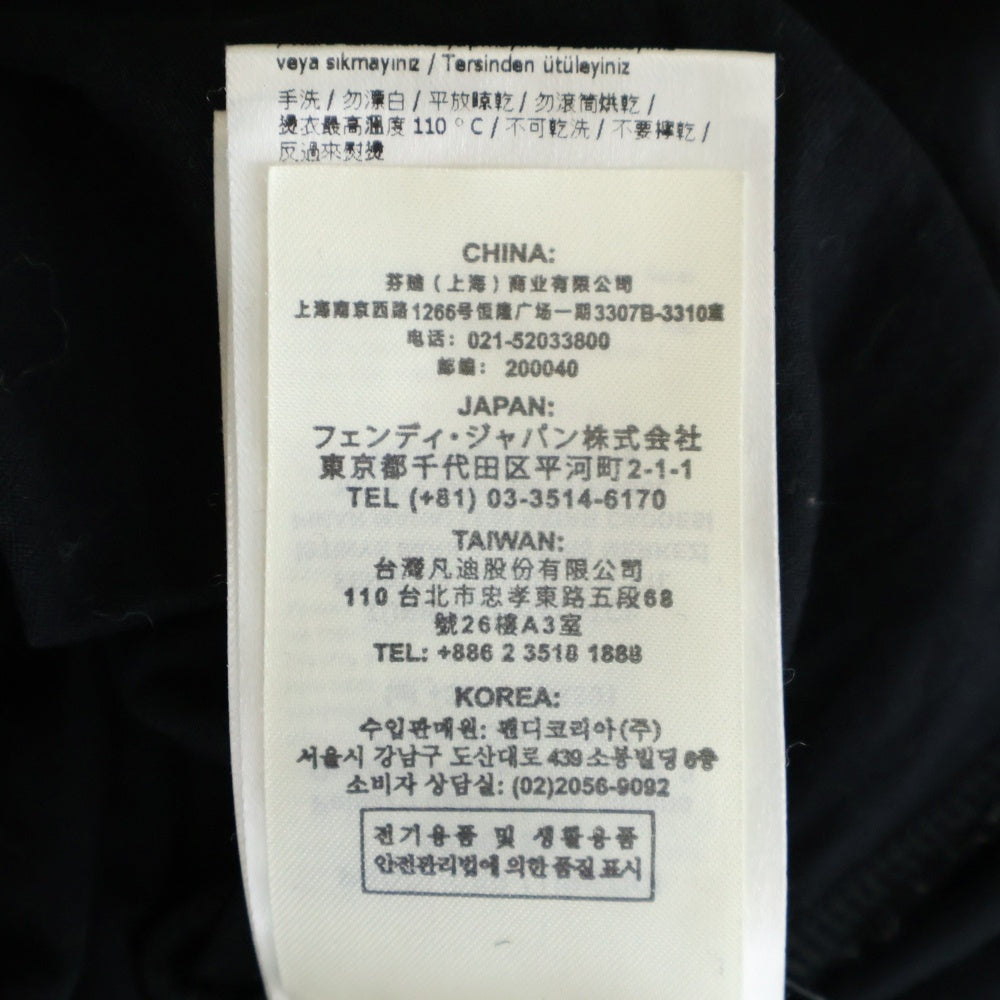 veya sıkmayınız / Tersinden ütüleyiniz
手洗 / 勿漂白 / 平放晾乾 / 勿滾筒烘乾 /
燙衣最高溫度 110 ° C / 不可乾洗 / 不要擰乾 /
反過來熨燙
CHINA:
芬迪（上海）商业有限公司
上海南京西路1266号恒隆广场一期3307B-3310室
电话: 021-52033800
邮编: 200040
JAPAN:
フェンディ・ジャパン株式会社
東京都千代田区平河町2-1-1
TEL (+81) 03-3514-6170
TAIWAN:
台灣凡迪股份有限公司
110 台北市忠孝東路五段68
號26樓A3室
TEL: +886 2 3518 1888
KOREA:
수입판매원: 펜디코리아(주)
서울시 강남구 도산대로 439 소봉빌딩 6층
소비자 상담실: (02)2056-9092
전기용품 및 생활용품
안전관리법에 의한 품질 표시